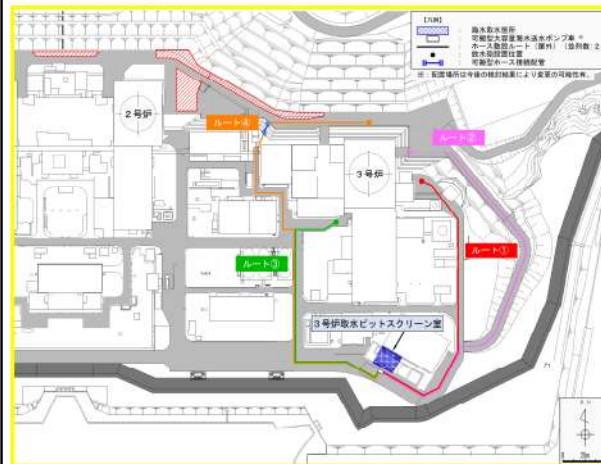 【凡例】
：海水取水箇所
：可搬型大容量海水送水ポンプ車 ※
：ホース敷設ルート（屋外）（並列数：2
：放水砲設置位置
：可搬型ホース接続配管
※：配置場所は今後の検討結果により変更の可能性有。
ルート④
ルート②
2号炉
3号炉
ルート③
ルート①
3号炉取水ピットスクリーン室